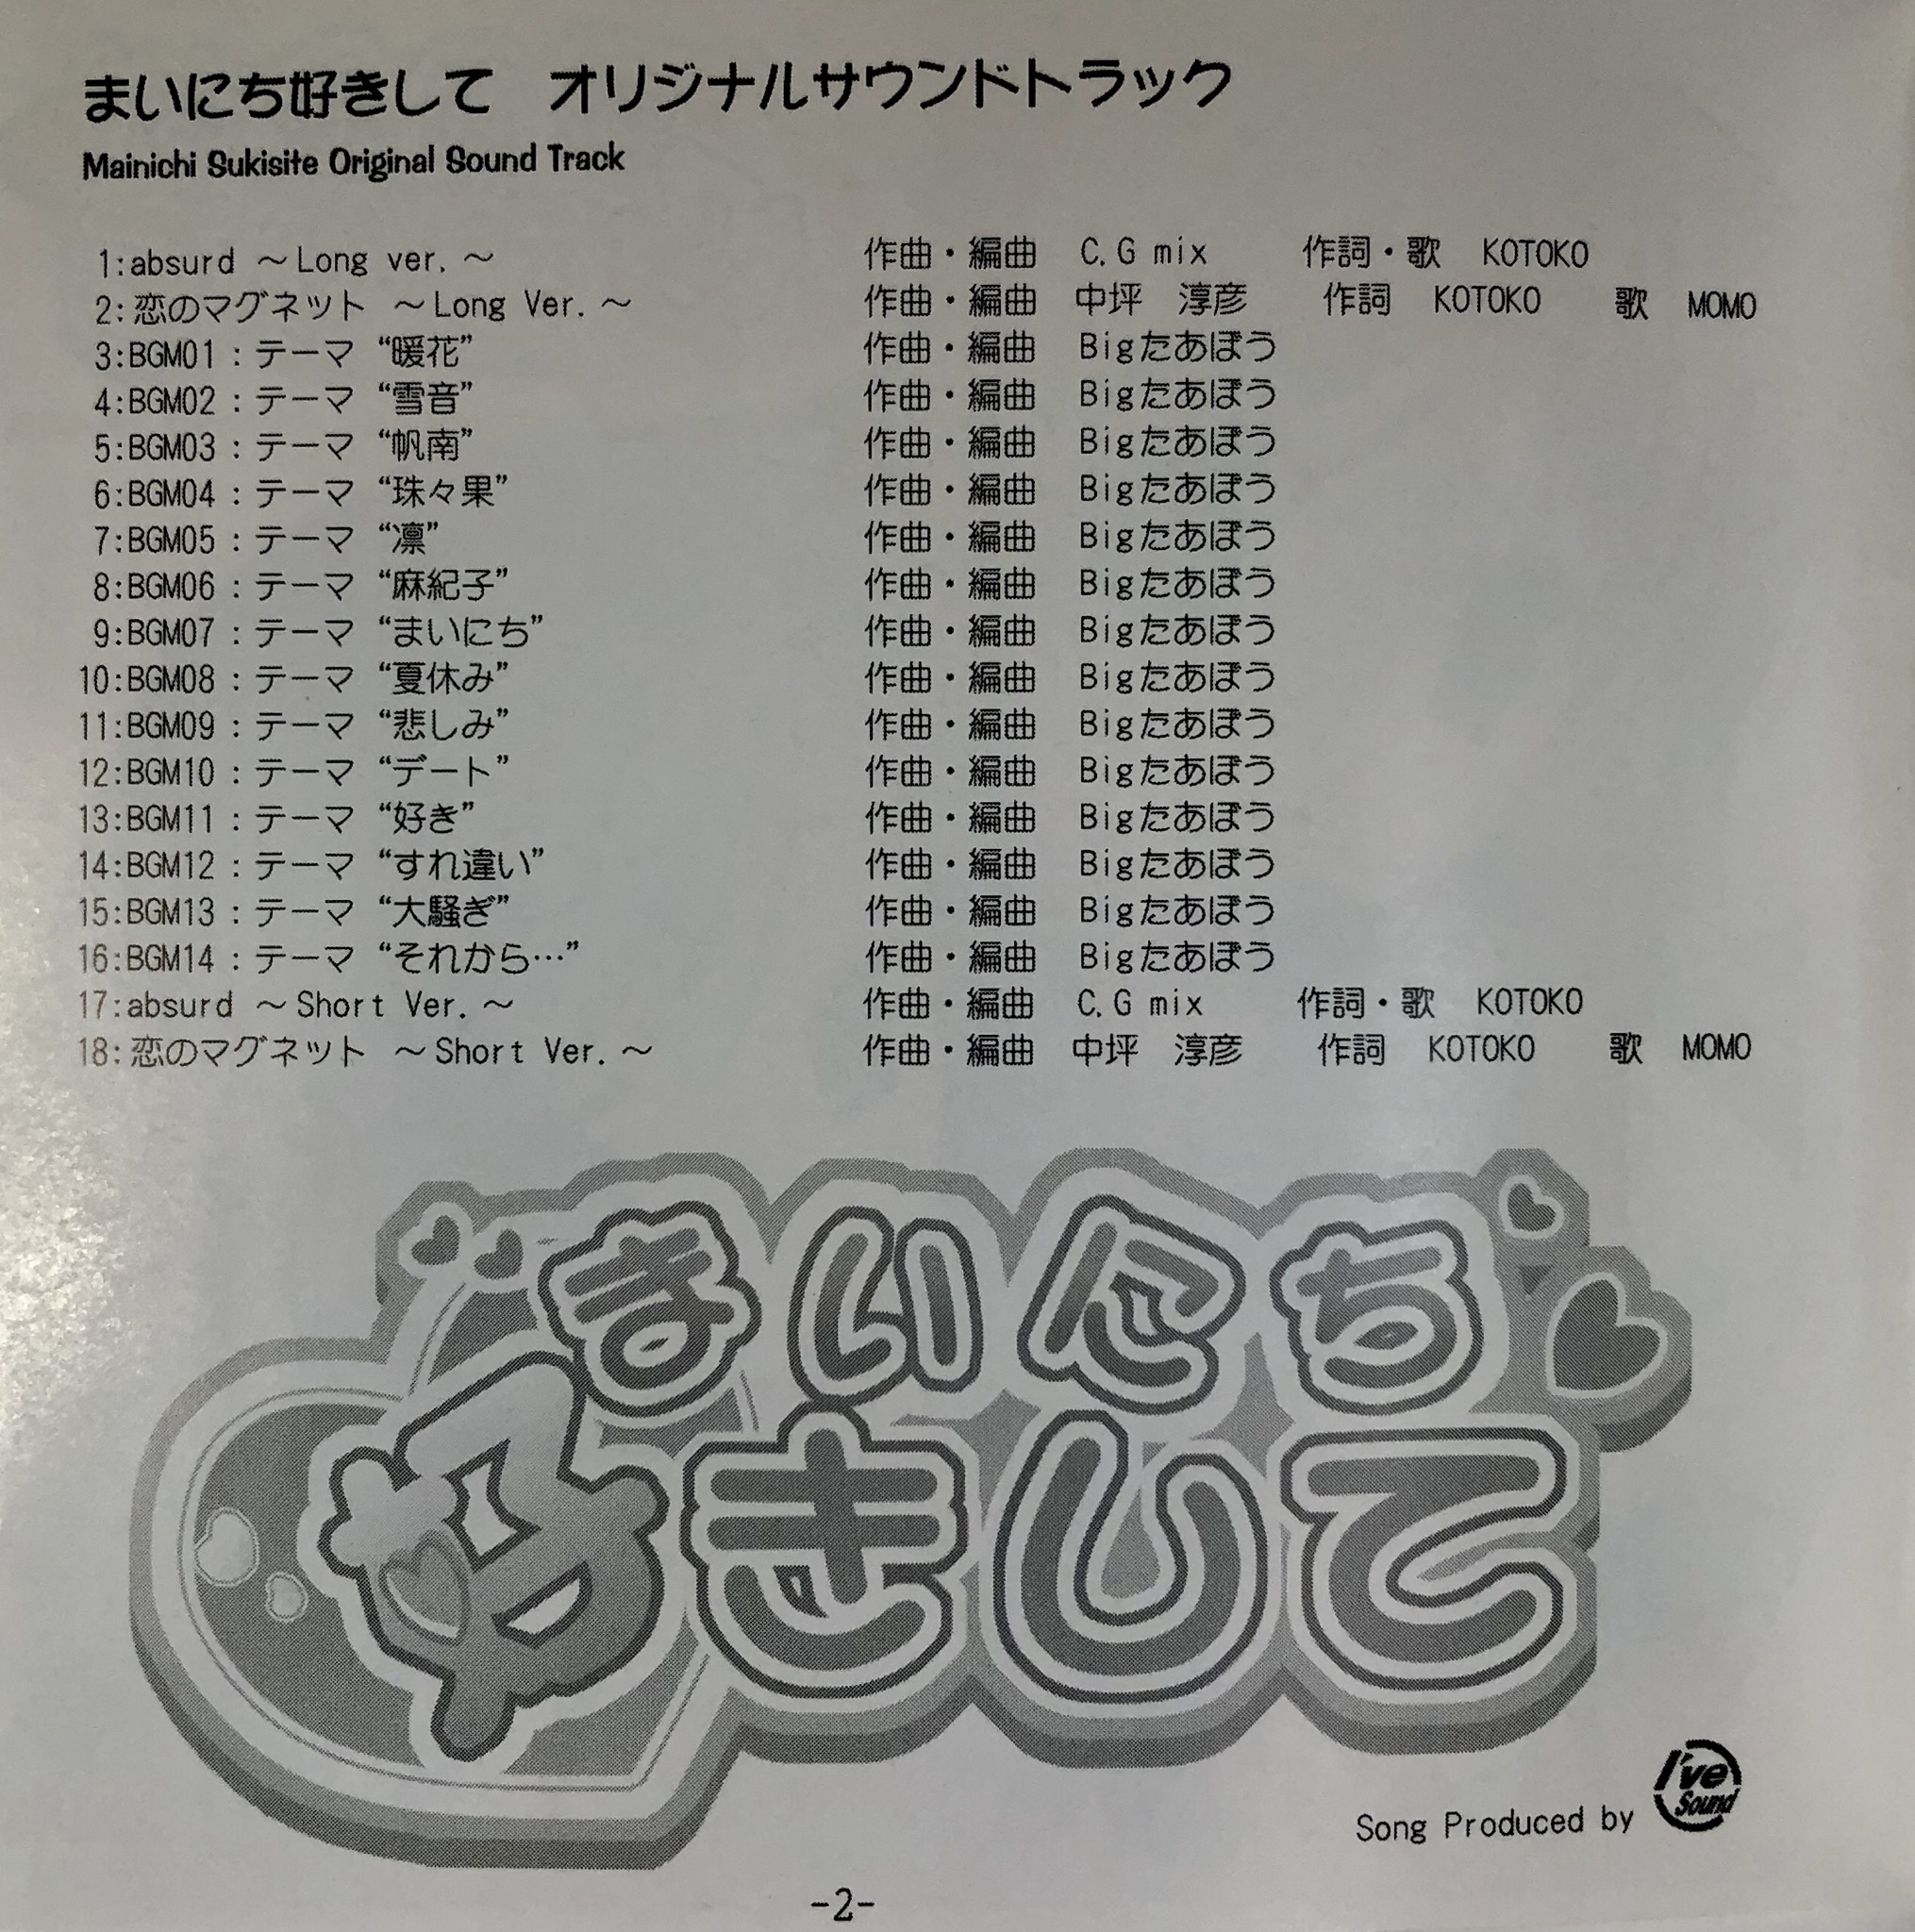 まいにち好きして　オリジナルサウンドトラック
Mainichi Sukisite Original Sound Track
1:absurd ～Long ver.～　作曲・編曲　C.G mix　作詞・歌　KOTOKO
2:恋のマグネット ～Long Ver.～　作曲・編曲　中坪　淳彦　作詞　KOTOKO　歌　MOMO
3:BGM01：テーマ “暖花”　作曲・編曲　Bigたあぼう
4:BGM02：テーマ “雪音”　作曲・編曲　Bigたあぼう
5:BGM03：テーマ “帆南”　作曲・編曲　Bigたあぼう
6:BGM04：テーマ “珠々果”　作曲・編曲　Bigたあぼう
7:BGM05：テーマ “凛”　作曲・編曲　Bigたあぼう
8:BGM06：テーマ “麻紀子”　作曲・編曲　Bigたあぼう
9:BGM07：テーマ “まいにち”　作曲・編曲　Bigたあぼう
10:BGM08：テーマ “夏休み”　作曲・編曲　Bigたあぼう
11:BGM09：テーマ “悲しみ”　作曲・編曲　Bigたあぼう
12:BGM10：テーマ “デート”　作曲・編曲　Bigたあぼう
13:BGM11：テーマ “好き”　作曲・編曲　Bigたあぼう
14:BGM12：テーマ “すれ違い”　作曲・編曲　Bigたあぼう
15:BGM13：テーマ “大騒ぎ”　作曲・編曲　Bigたあぼう
16:BGM14：テーマ “それから…”　作曲・編曲　Bigたあぼう
17:absurd ～Short Ver.～　作曲・編曲　C.G mix　作詞・歌　KOTOKO
18:恋のマグネット ～Short Ver.～　作曲・編曲　中坪　淳彦　作詞　KOTOKO　歌　MOMO
まいにち
好きして
Song Produced by I've Sound
-2-